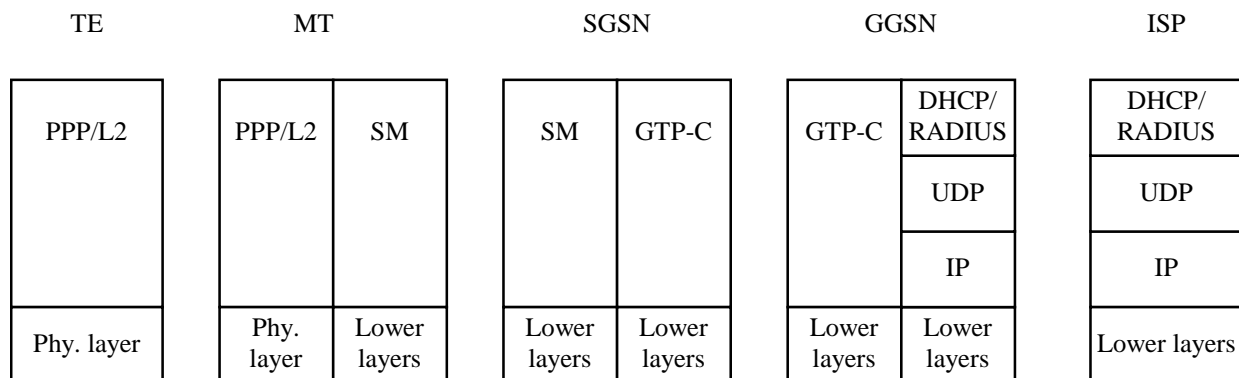 TE
MT
SGSN
GGSN
ISP
PPP/L2
Phy. layer
PPP/L2
SM
Phy.
layer
Lower
layers
SM
GTP-C
Lower
layers
Lower
layers
GTP-C
DHCP/
RADIUS
UDP
IP
Lower
layers
Lower
layers
DHCP/
RADIUS
UDP
IP
Lower layers